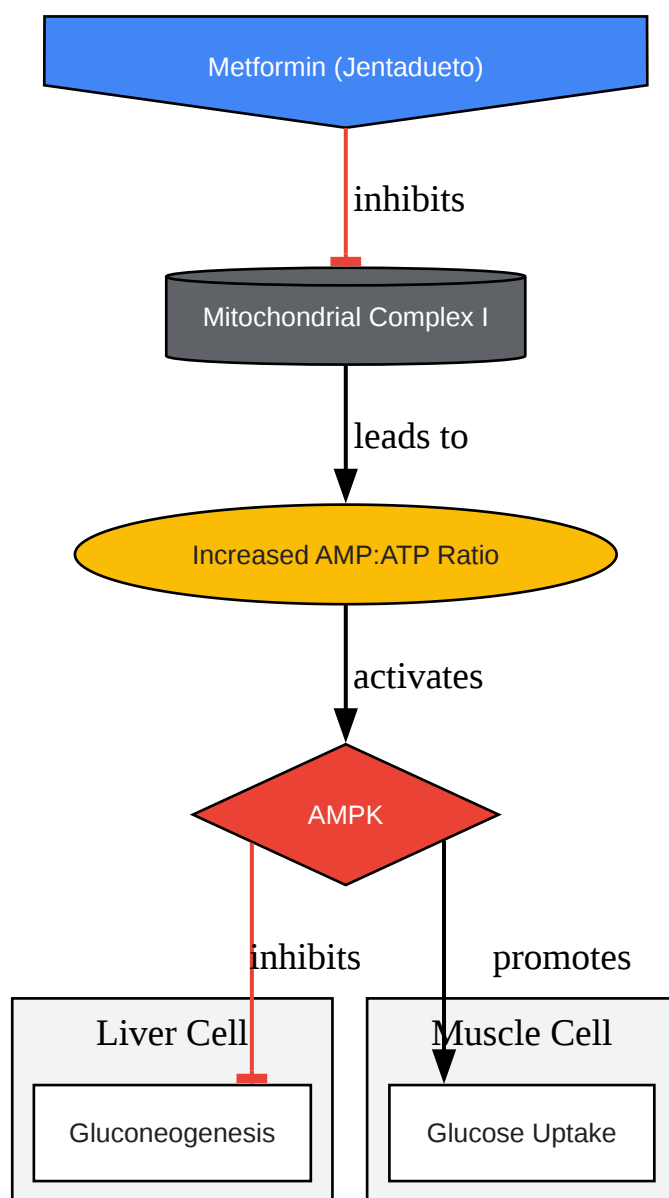 Metformin (Jentadueto)
inhibits
Mitochondrial Complex I
leads to
Increased AMP:ATP Ratio
activates
AMPK
inhibits
promotes
Liver Cell
Muscle Cell
Gluconeogenesis
Glucose Uptake